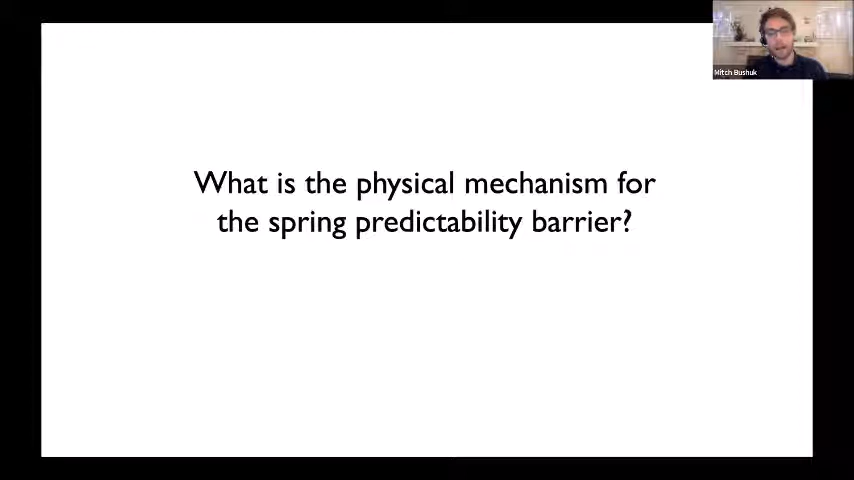 Mitch Bushuk
What is the physical mechanism for
the spring predictability barrier?